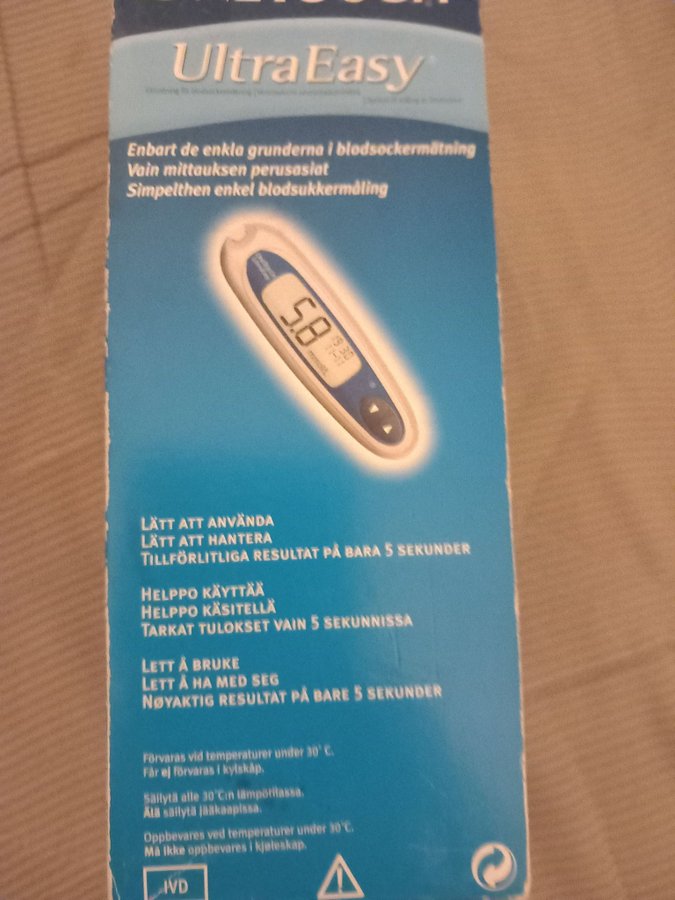 UltraEasy
Enbart de enkla grunderna i blodsockermätning
Vain mittauksen perusasiat
Simpelthen enkel blodsukkermåling
5.8
mmol/L
LÄTT ATT ANVÄNDA
LÄTT ATT HANTERA
TILLFÖRLITLIGA RESULTAT PÅ BARA 5 SEKUNDER
HELPPO KÄYTTÄÄ
HELPPO KÄSITELLÄ
TARKAT TULOKSET VAIN 5 SEKUNNISSA
LETT Å BRUKE
LETT Å HA MED SEG
NØYAKTIG RESULTAT PÅ BARE 5 SEKUNDER
Förvaras vid temperaturer under 30° C.
Får ej förvaras i kylskåp.
Säilytä alle 30°C:n lämpötilassa.
Älä säilytä jääkaapissa.
Oppbevares ved temperaturer under 30°C.
Må ikke oppbevares i kjøleskap.
IVD